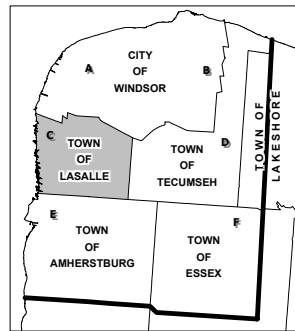 CITY
OF
WINDSOR
A
B
C
TOWN
OF
LASALLE
TOWN
OF
TECUMSEH
D
TOWN OF
LAKESHORE
E
TOWN
OF
AMHERSTBURG
F
TOWN
OF
ESSEX